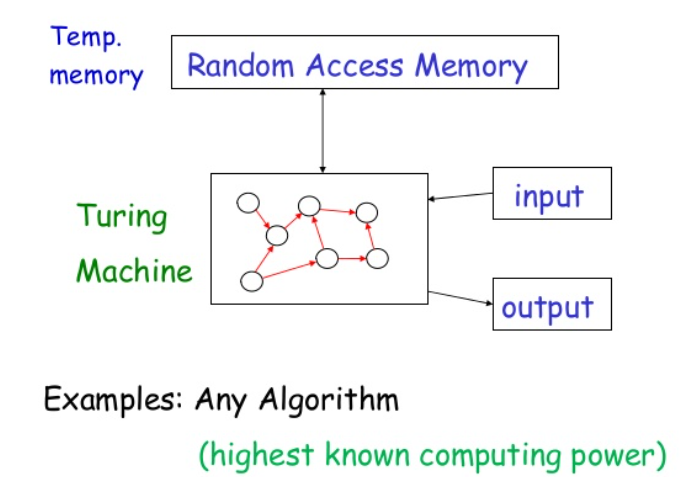 Temp.
memory
Random Access Memory
Turing
Machine
input
output
Examples: Any Algorithm
(highest known computing power)